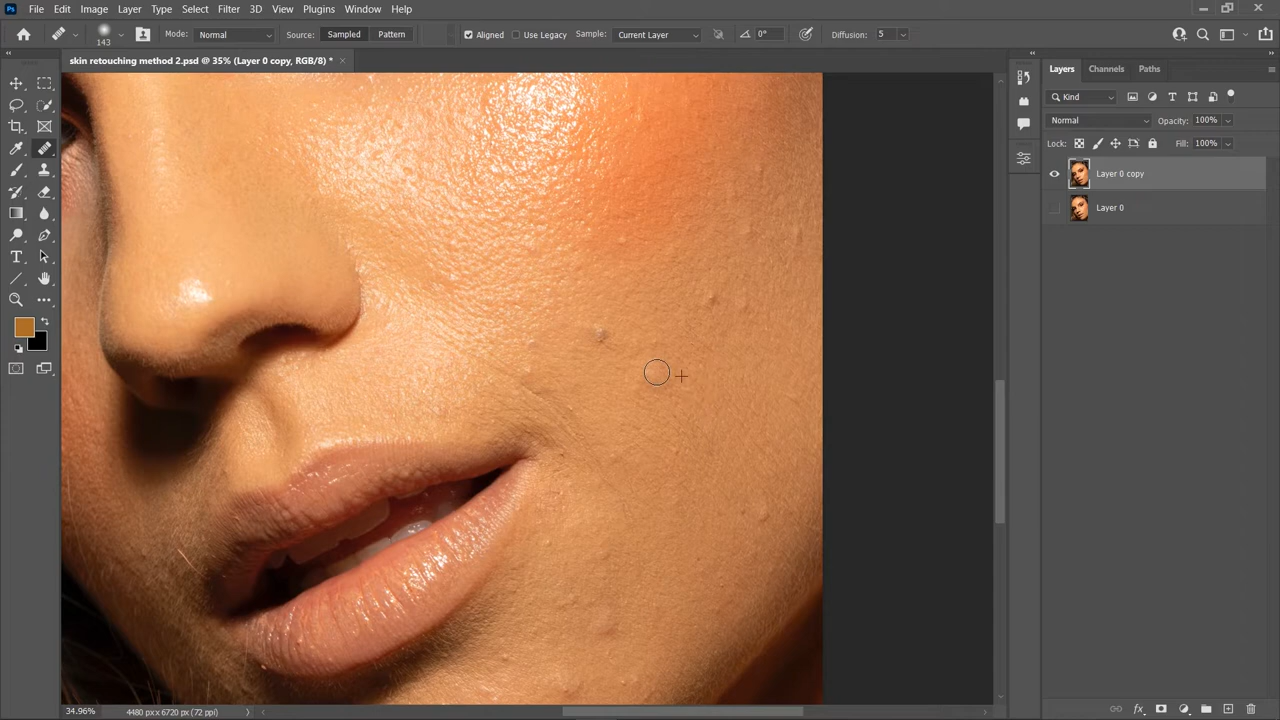 Ps File Edit Image Layer Type Select Filter 3D View Plugins Window Help
143 Mode: Normal Source: Sampled Pattern Aligned Use Legacy Sample: Current Layer 0° Diffusion: 5
skin retouching method 2.psd @ 35% (Layer 0 copy, RGB/8) *
Layers Channels Paths
Kind
Normal Opacity: 100%
Lock: Fill: 100%
Layer 0 copy
Layer 0
34.96% 4480 px x 6720 px (72 ppi)